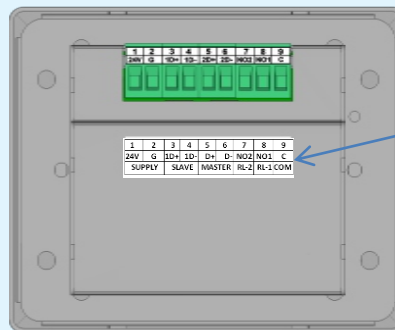 1 2 3 4 5 6 7 8 9
24V G 1D+ 1D- 2D+ 2D- NO2 NO1 C
1 2 3 4 5 6 7 8 9
24V G 1D+ 1D- D+ D- NO2 NO1 C
SUPPLY SLAVE MASTER RL-2 RL-1 COM